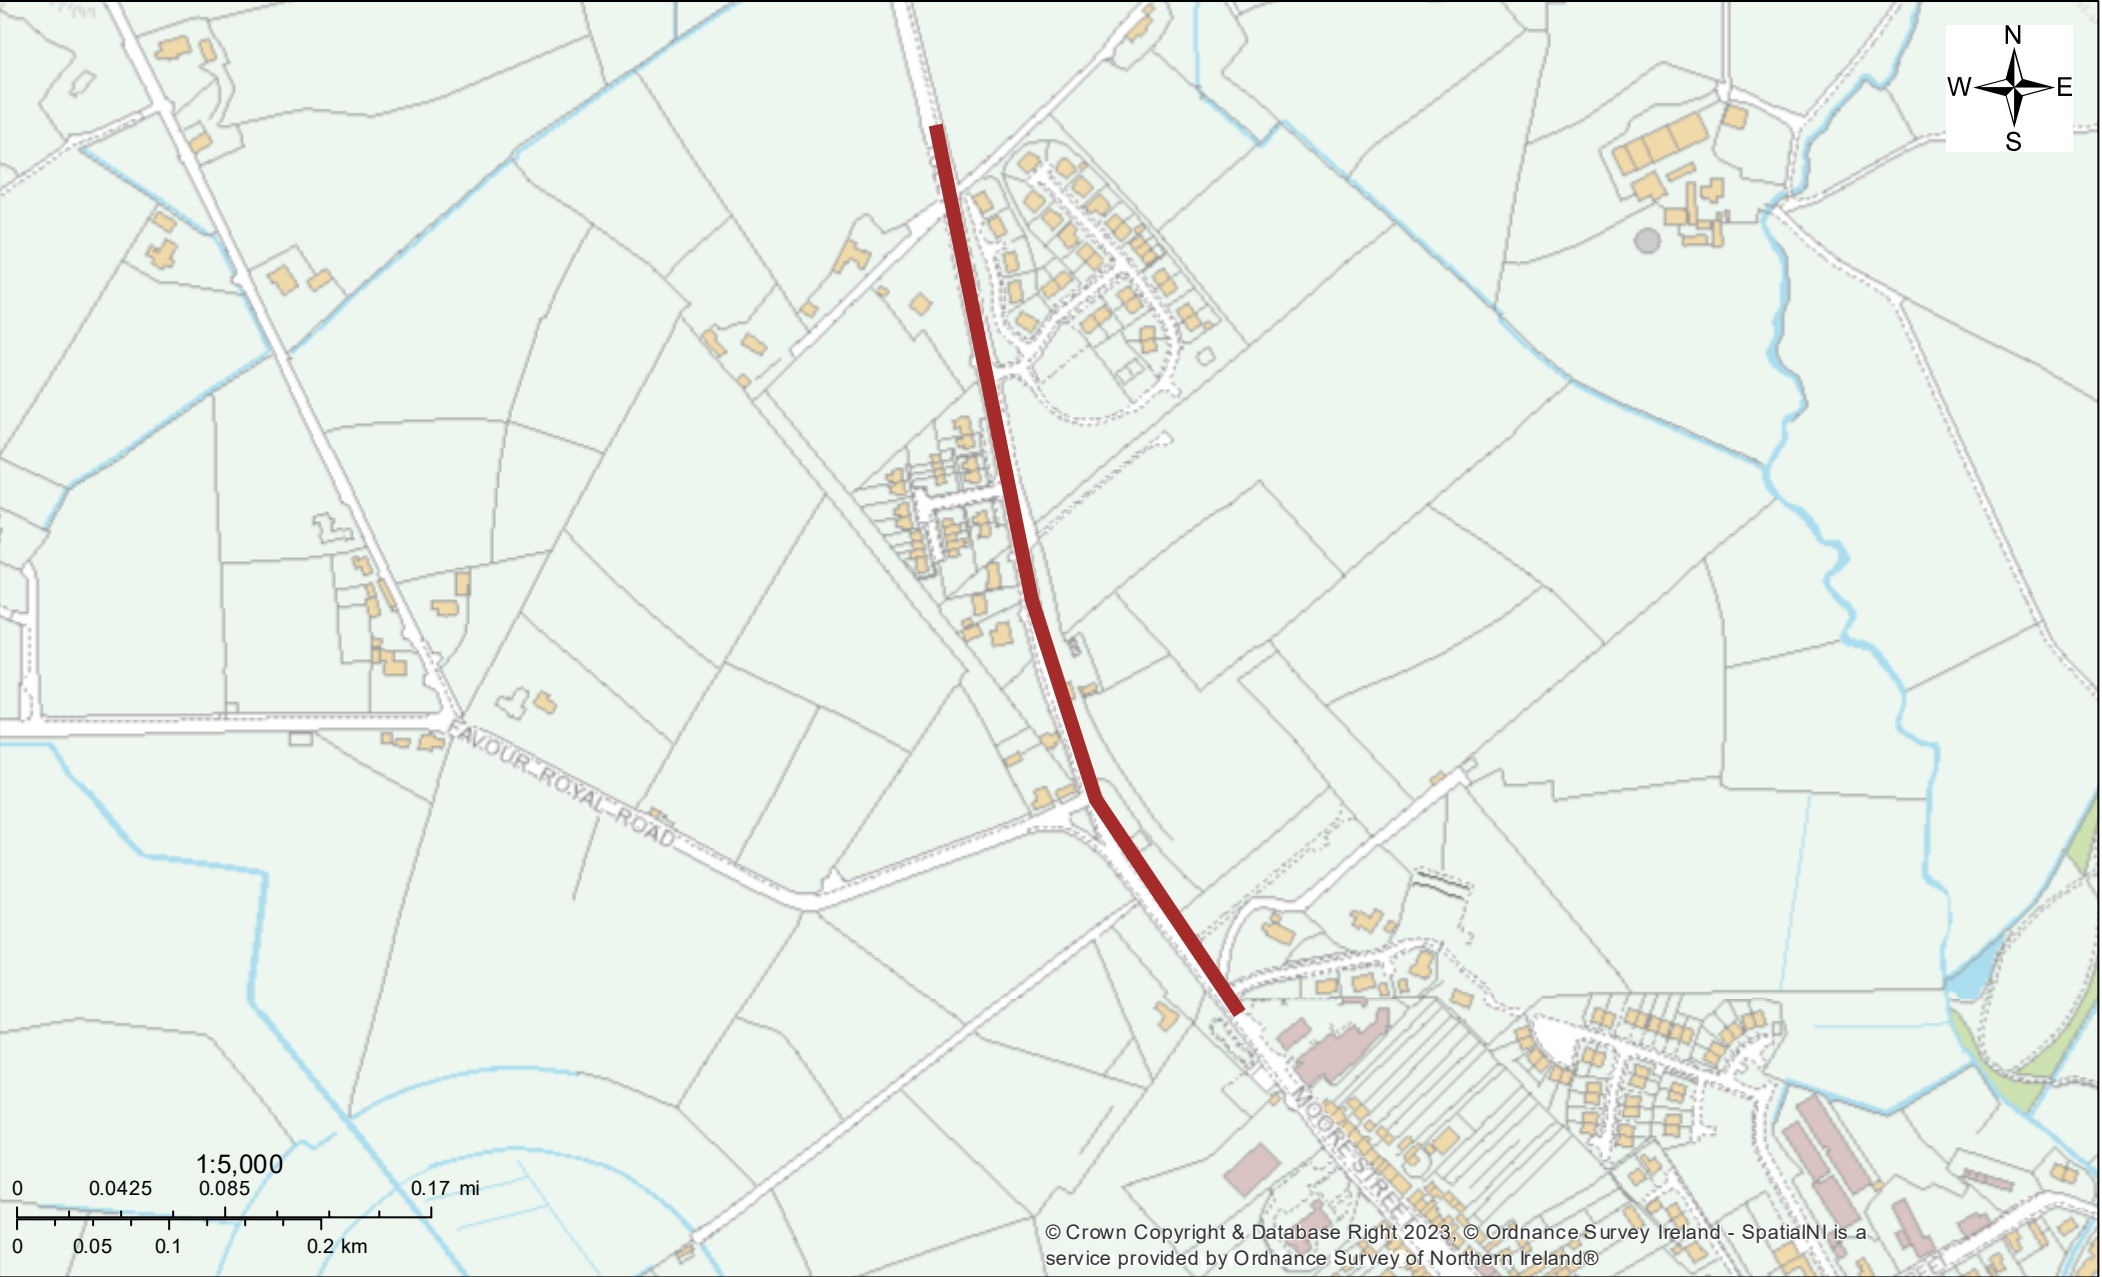 N
W E
S
FAVOUR ROYAL ROAD
MOORE STREET
1:5,000
0 0.0425 0.085 0.17 mi
0 0.05 0.1 0.2 km
© Crown Copyright & Database Right 2023, © Ordnance Survey Ireland - SpatialNI is a
service provided by Ordnance Survey of Northern Ireland®